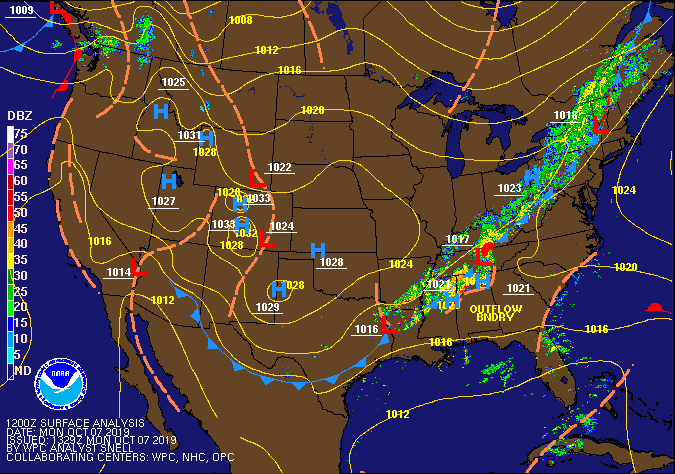 1009
1008
1012
1016
1025
1020
1018
DBZ
75
70
65
60
55
50
45
40
35
30
25
20
15
10
5
ND
H
1031
H
1028
L
1022
L
H
1027
1028
H
1033
H
1023
1024
1033
H
1032
1028
1024
L
H
1028
1017
L
1016
1014
L
1024
1020
1012
H
1028
1029
1021
H
H
1021
1021
OUTFLOW
BNDRY
1016
L
1016
1016
1012
NOAA
1200Z SURFACE ANALYSIS
DATE: MON OCT 07 2019
ISSUED: 1329Z MON OCT 07 2019
BY WPC ANALYST SNELL
COLLABORATING CENTERS: WPC, NHC, OPC